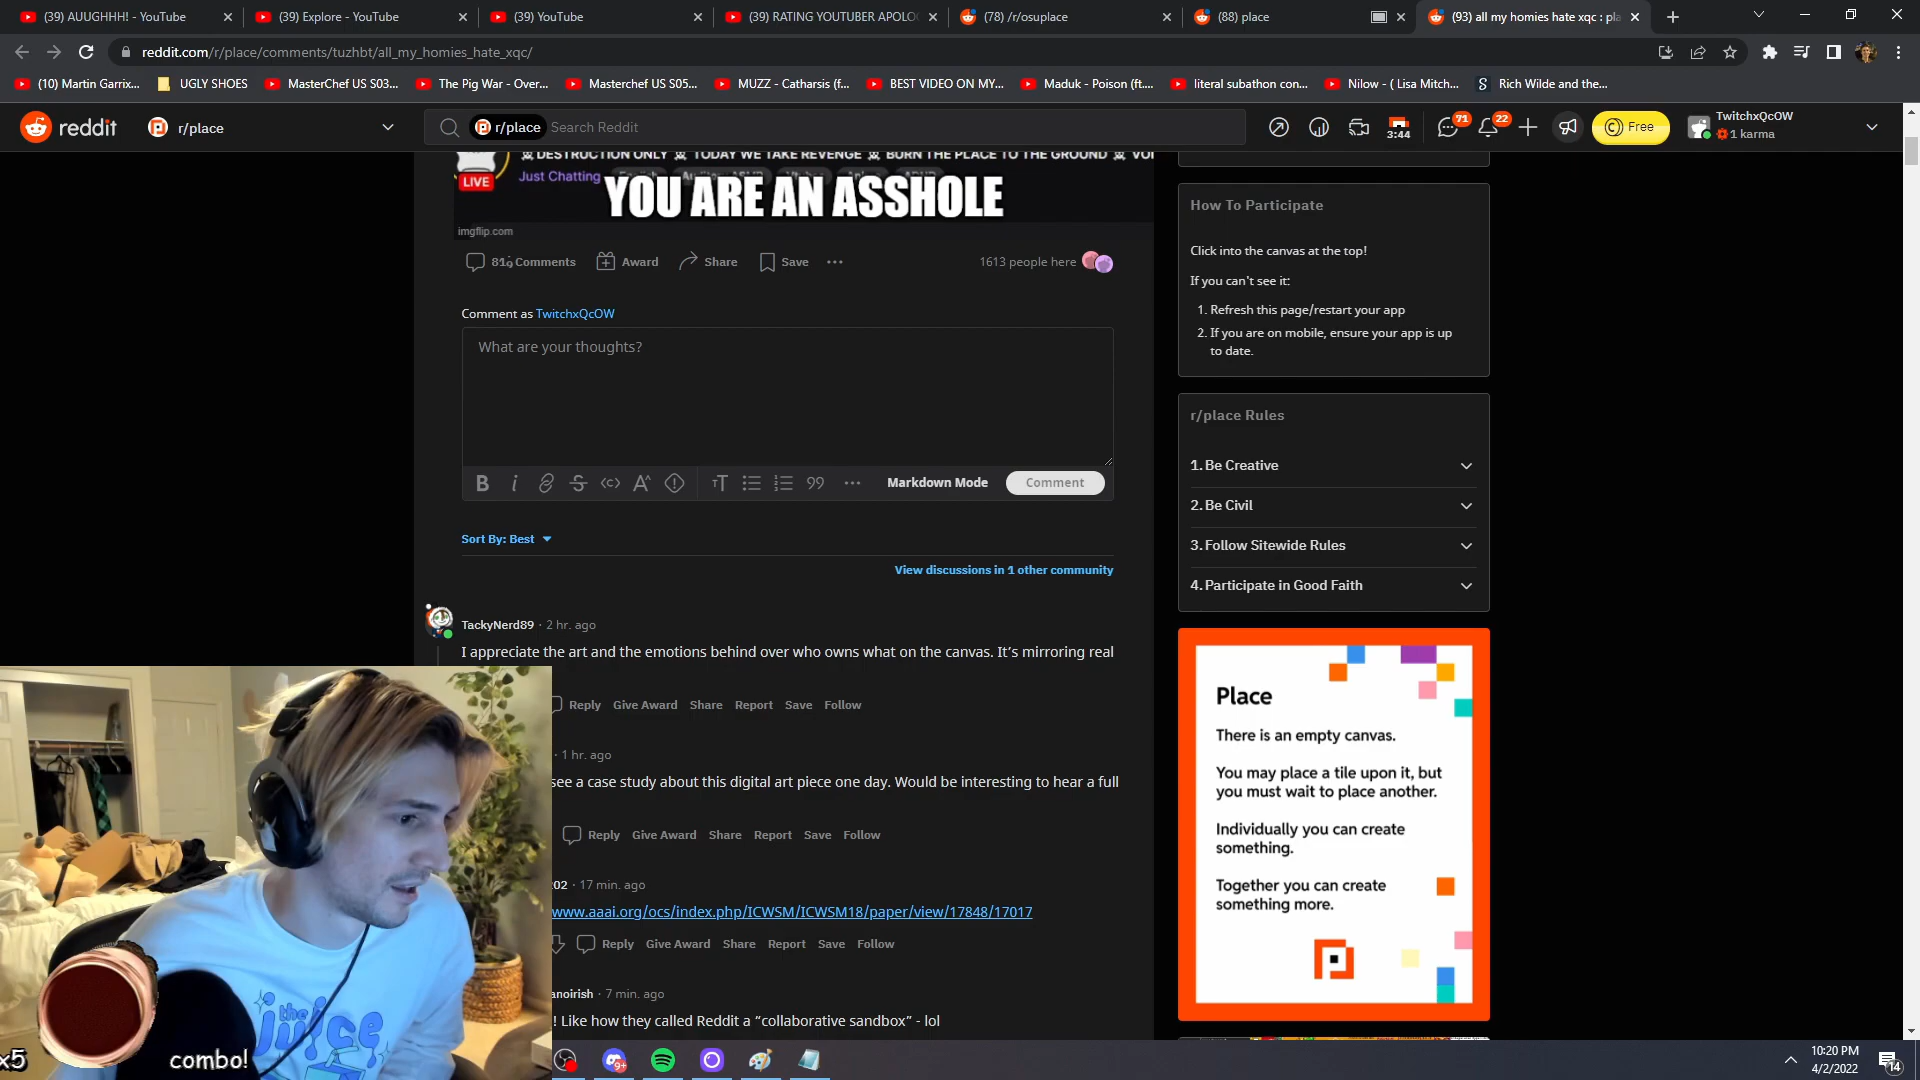 (39) AUUGHHH! - YouTube
(39) Explore - YouTube
(39) YouTube
(39) RATING YOUTUBER APOLO
(78) /r/osuplace
(88) place
(93) all my homies hate xqc : pla
reddit.com/r/place/comments/tuzhbt/all_my_homies_hate_xqc/
(10) Martin Garrix...
UGLY SHOES
MasterChef US S03...
The Pig War - Over...
Masterchef US S05...
MUZZ - Catharsis (f...
BEST VIDEO ON MY...
Maduk - Poison (ft....
literal subathon con...
Nilow - ( Lisa Mitch...
Rich Wilde and the...
reddit
r/place
r/place
Search Reddit
3:44
71
22
Free
TwitchxQcOW
1 karma
DESTRUCTION ONLY ☠ TODAY WE TAKE REVENGE ☠ BURN THE PLACE TO THE GROUND ☠
LIVE
Just Chatting
YOU ARE AN ASSHOLE
imgflip.com
Comments
Award
Share
Save
1613 people here
Comment as TwitchxQcOW
What are your thoughts?
Markdown Mode
Comment
Sort By: Best
View discussions in 1 other community
TackyNerd89 · 2 hr. ago
I appreciate the art and the emotions behind over who owns what on the canvas. It’s mirroring real
Reply Give Award Share Report Save Follow
· 1 hr. ago
see a case study about this digital art piece one day. Would be interesting to hear a full
Reply Give Award Share Report Save Follow
02 · 17 min. ago
www.aaai.org/ocs/index.php/ICWSM/ICWSM18/paper/view/17848/17017
Reply Give Award Share Report Save Follow
anoirish · 7 min. ago
! Like how they called Reddit a “collaborative sandbox” - lol
How To Participate
Click into the canvas at the top!
If you can't see it:
1. Refresh this page/restart your app
2. If you are on mobile, ensure your app is up
to date.
r/place Rules
1. Be Creative
2. Be Civil
3. Follow Sitewide Rules
4. Participate in Good Faith
Place
There is an empty canvas.
You may place a tile upon it, but
you must wait to place another.
Individually you can create
something.
Together you can create
something more.
the juice
x5
combo!
9+
10:20 PM
4/2/2022
14